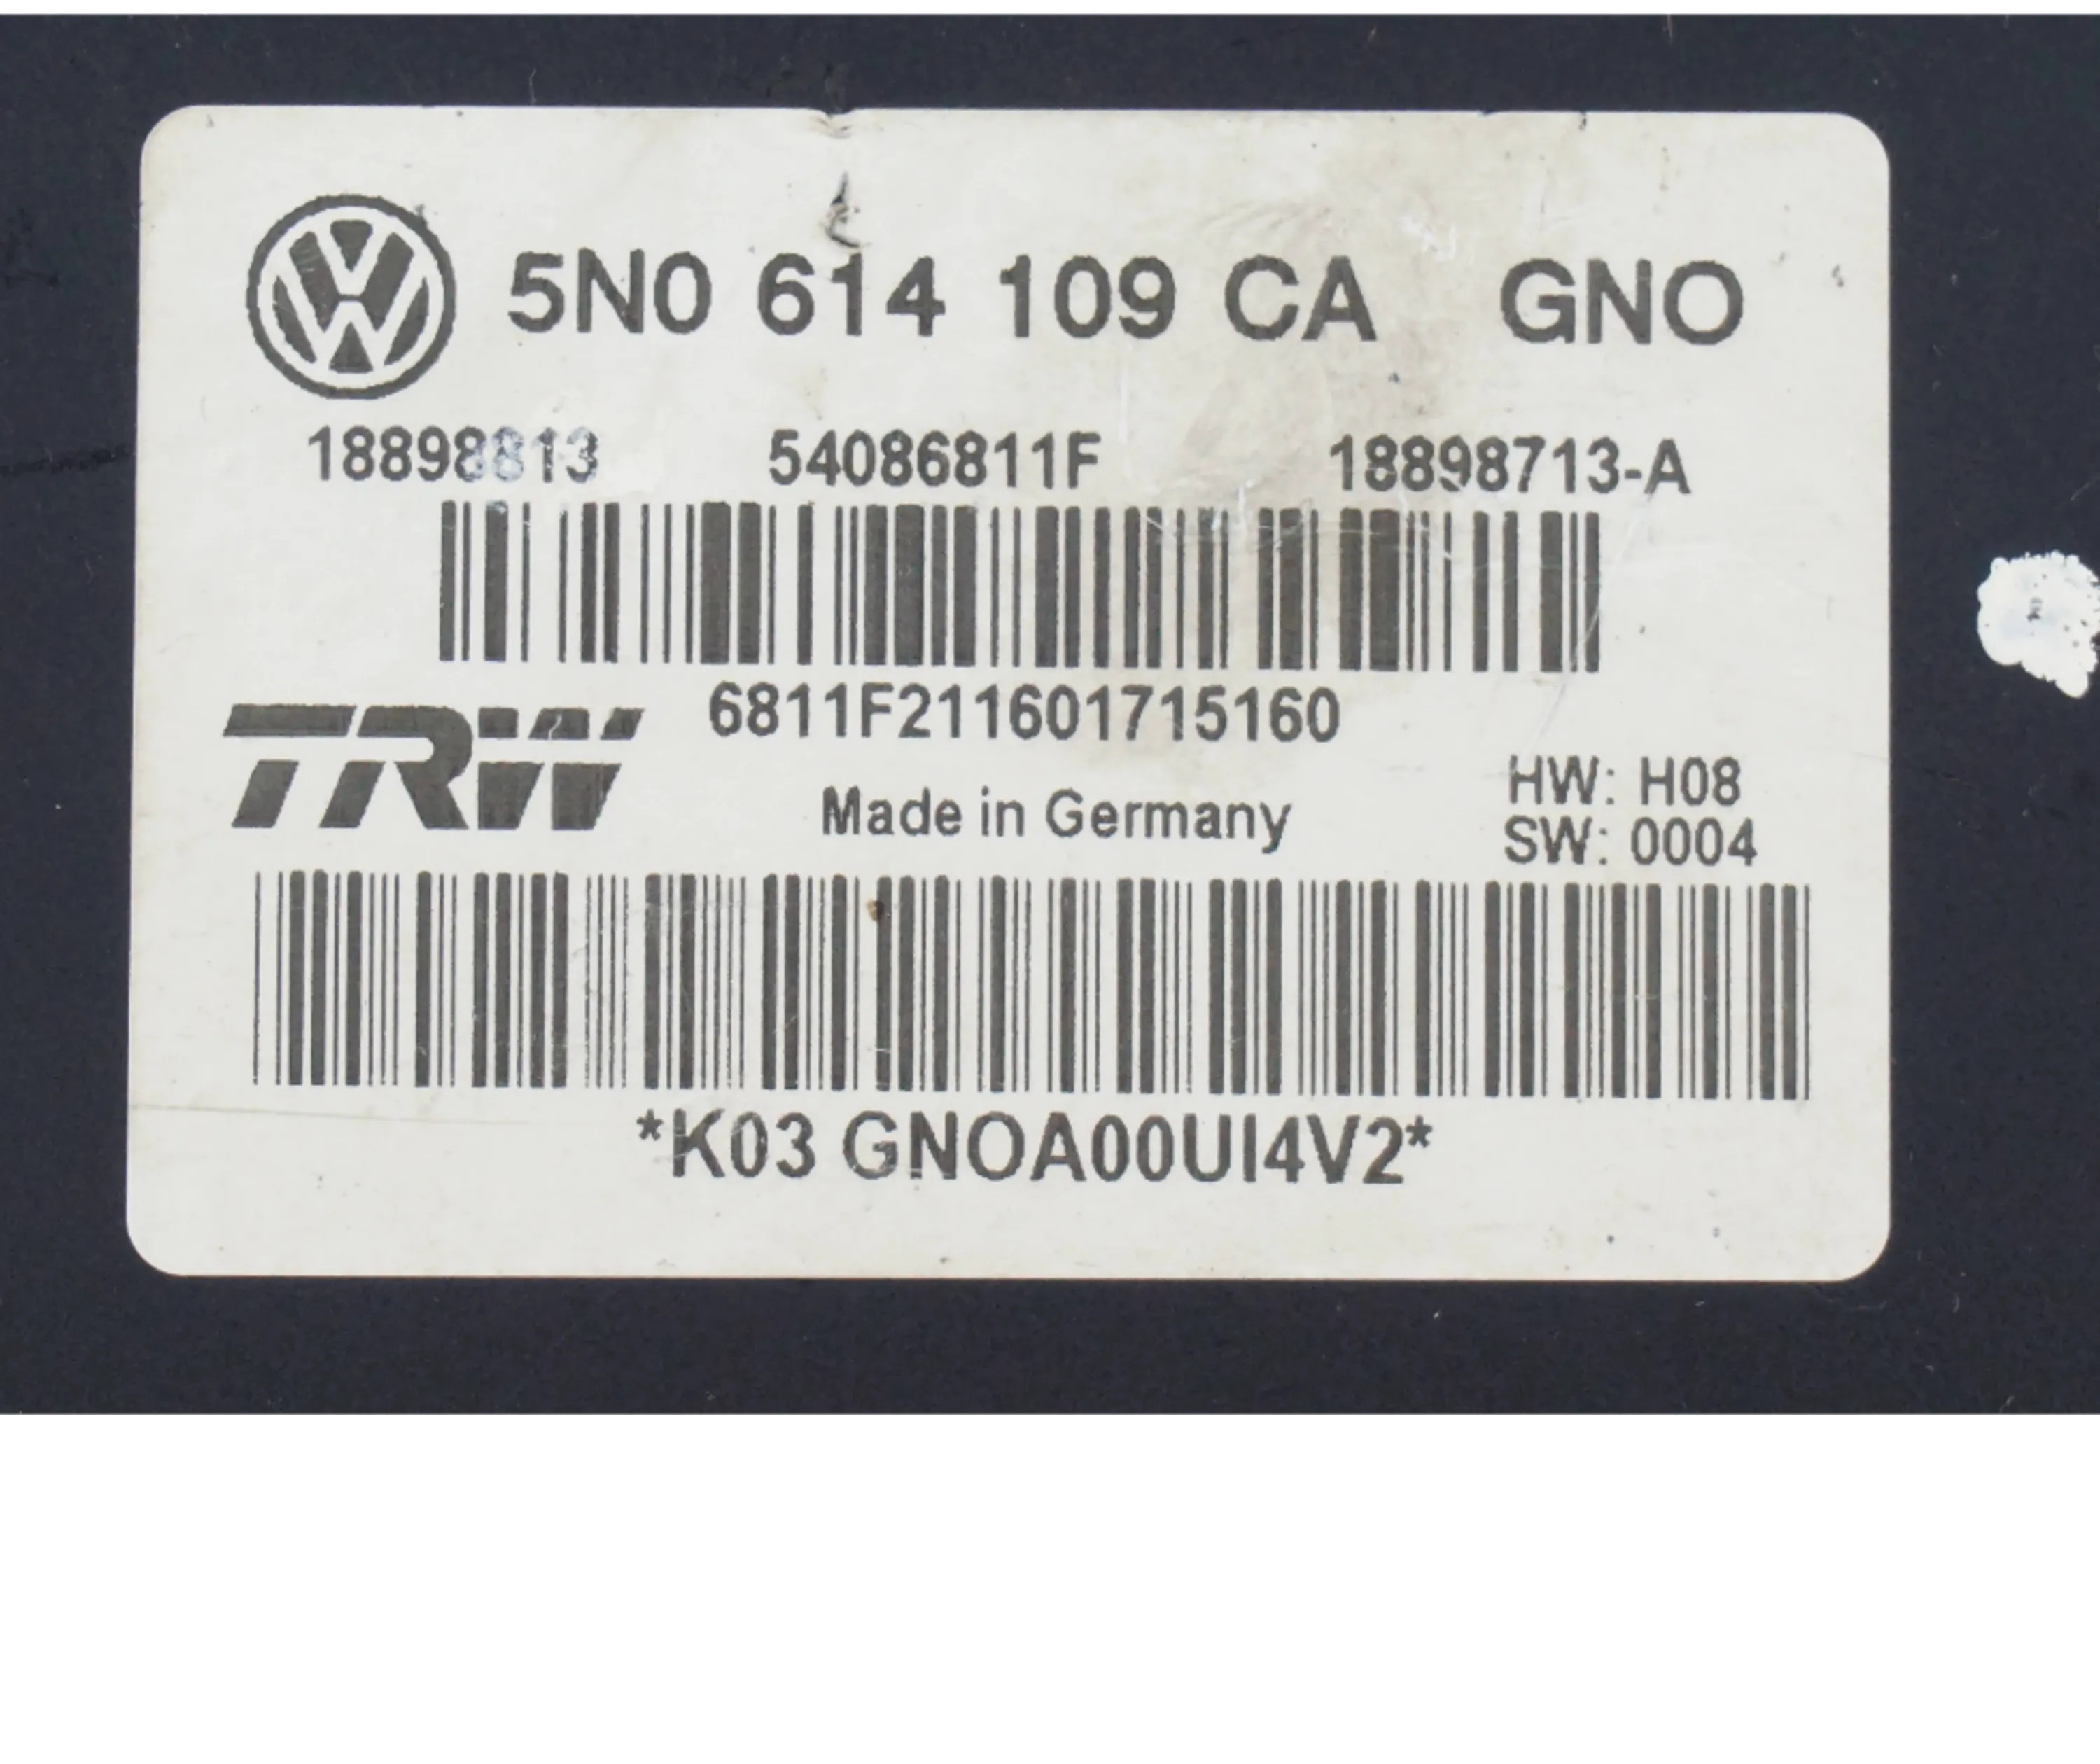 5N0 614 109 CA GNO
18898813 54086811F 18898713-A
6811F211601715160
TRW
Made in Germany
HW: H08
SW: 0004
*K03 GNOA00UI4V2*